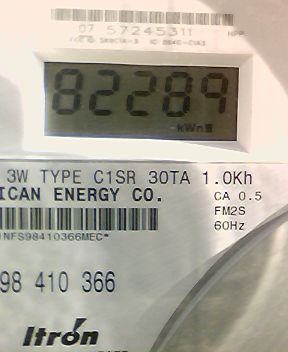 07 57245311
82289
kWh
3W TYPE C1SR 30TA 1.0Kh
ICAN ENERGY CO.
CA 0.5
FM2S
60Hz
INFS98410366MEC*
98 410 366
Itron